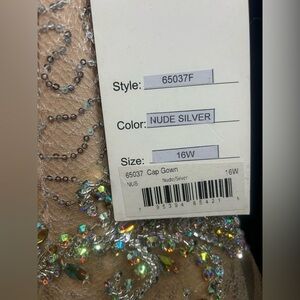 Style: 65037F
Color: NUDE SILVER
Size: 16W
65037 Cap Gown 16W
NUS Nude/Silver